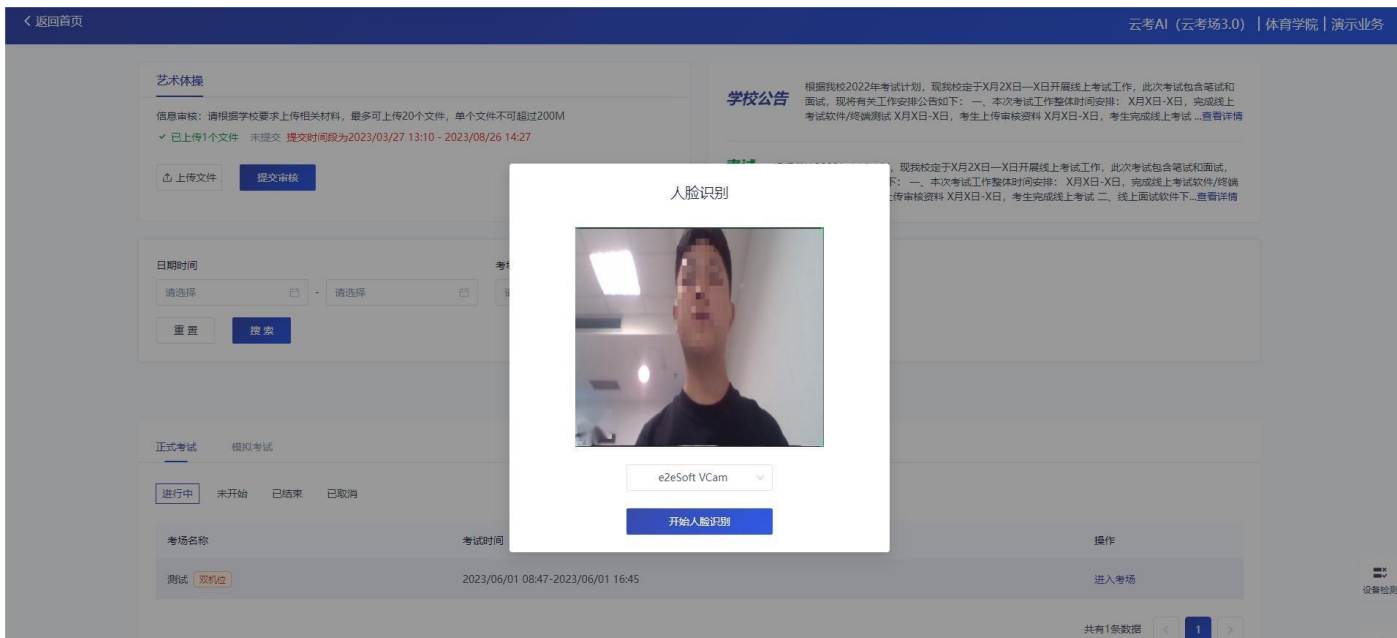 返回首页
云考AI（云考场3.0）｜体育学院｜演示业务
艺术体操
信息审核：请根据学校要求上传相关材料，最多可上传20个文件，单个文件不可超过200M
已上传1个文件 未提交 提交时间段为2023/03/27 13:10 - 2023/08/26 14:27
上传文件
提交审核
学校公告
根据我校2022年考试计划，现我校定于X月2X日—X日开展线上考试工作，此次考试包含笔试和
面试，现将有关工作安排公告如下： 一、本次考试工作整体时间安排： X月X日-X日，完成线上
考试软件/终端测试 X月X日-X日，考生上传审核资料 X月X日-X日，考生完成线上考试 ...查看详情
，现我校定于X月2X日—X日开展线上考试工作，此次考试包含笔试和面试，
下： 一、本次考试工作整体时间安排： X月X日-X日，完成线上考试软件/终端
上传审核资料 X月X日-X日，考生完成线上考试 二、线上面试软件下...查看详情
人脸识别
日期时间
请选择 - 请选择
重置
搜索
e2eSoft VCam
开始人脸识别
正式考试
模拟考试
进行中
未开始
已结束
已取消
考场名称
考试时间
操作
测试 双机位
2023/06/01 08:47-2023/06/01 16:45
进入考场
设备检测
共有1条数据
1